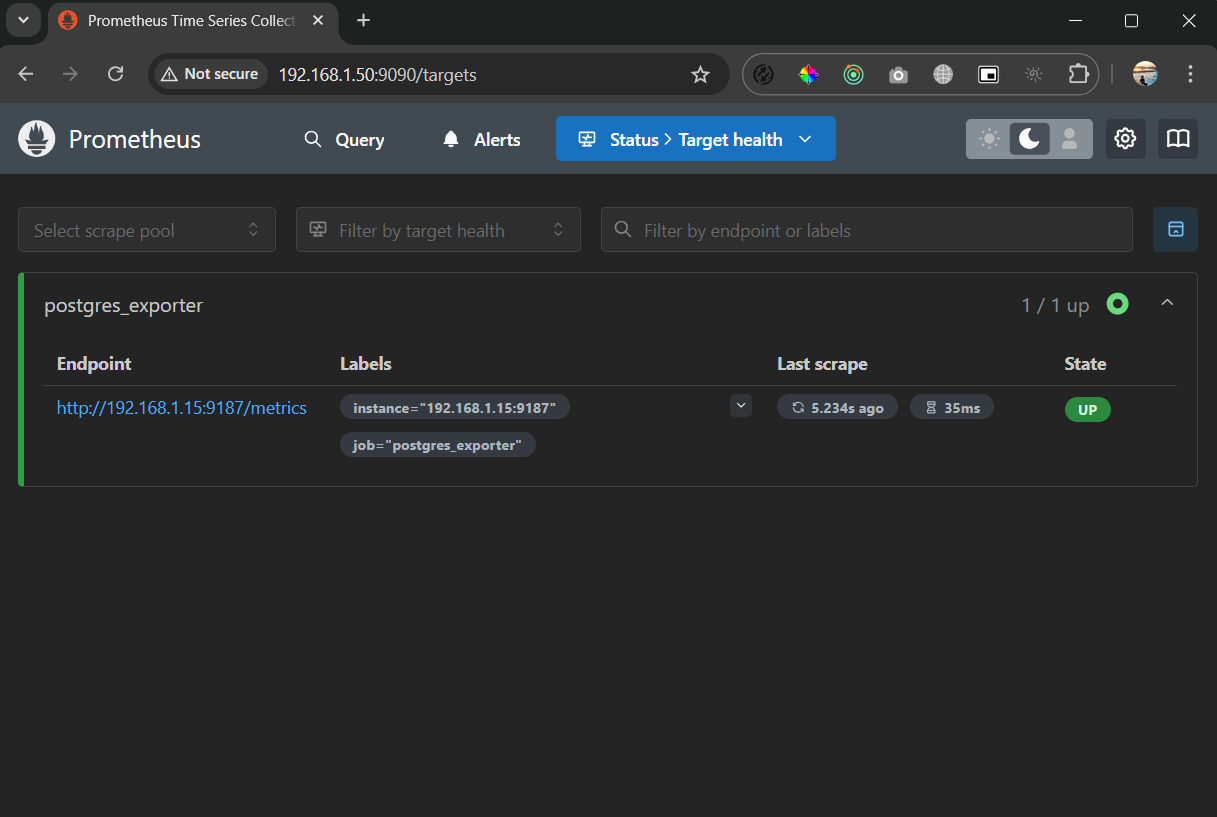 Prometheus Time Series Collect
Not secure 192.168.1.50:9090/targets
Prometheus Query Alerts Status > Target health
Select scrape pool Filter by target health Filter by endpoint or labels
postgres_exporter 1 / 1 up
Endpoint Labels Last scrape State
http://192.168.1.15:9187/metrics instance="192.168.1.15:9187" 5.234s ago 35ms UP
job="postgres_exporter"